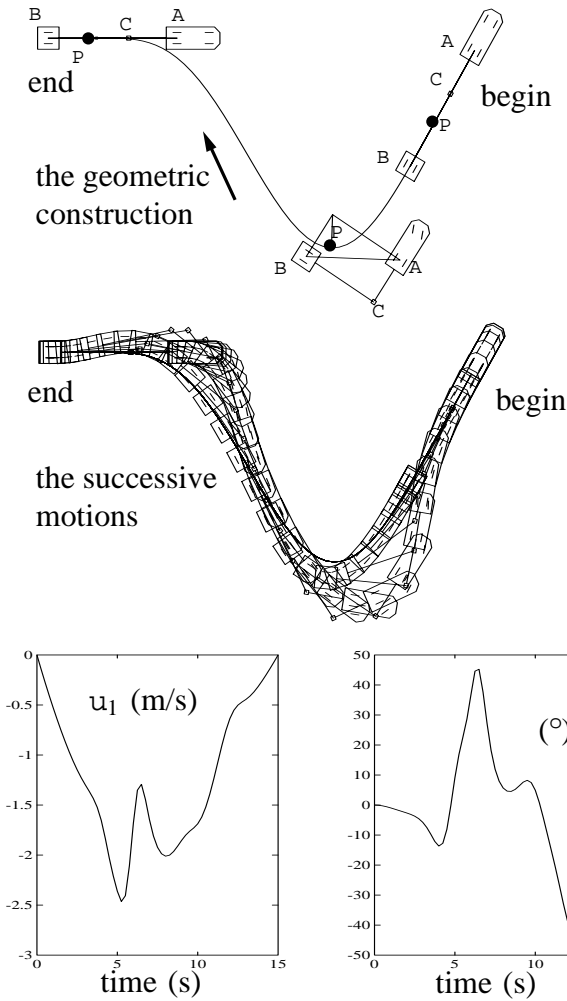 B
C
A
P
end
A
C
begin
P
B
the geometric
construction
P
B
A
C
end
begin
the successive
motions
0
-0.5
-1
-1.5
-2
-2.5
-3
u₁ (m/s)
0
5
10
15
time (s)
50
40
30
20
10
0
-10
-20
-30
-40
-50
(°)
0
5
10
time (s)